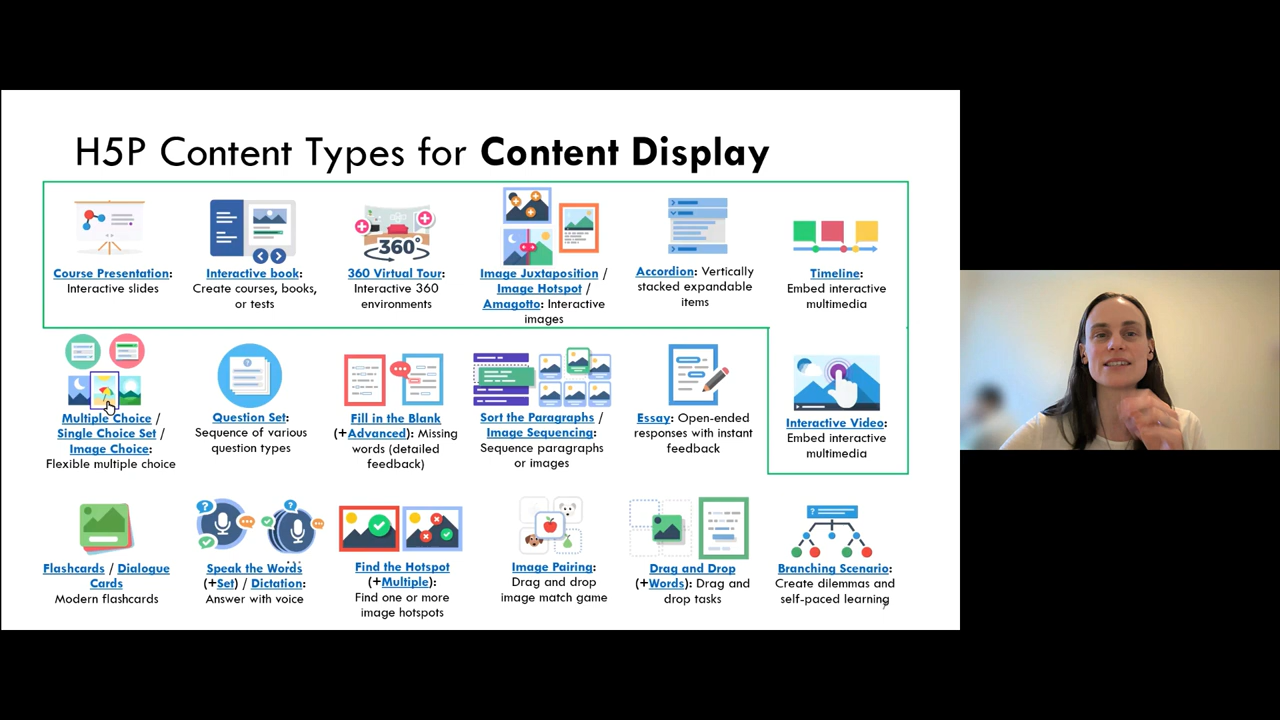 H5P Content Types for Content Display
360°
Course Presentation:
Interactive slides
Interactive book:
Create courses, books,
or tests
360 Virtual Tour:
Interactive 360
environments
Image Juxtaposition /
Image Hotspot /
Amagotto: Interactive
images
Accordion: Vertically
stacked expandable
items
Timeline:
Embed interactive
multimedia
Multiple Choice /
Single Choice Set /
Image Choice:
Flexible multiple choice
Question Set:
Sequence of various
question types
Fill in the Blank
(+Advanced): Missing
words (detailed
feedback)
Sort the Paragraphs /
Image Sequencing:
Sequence paragraphs
or images
Essay: Open-ended
responses with instant
feedback
Interactive Video:
Embed interactive
multimedia
Flashcards / Dialogue
Cards
Modern flashcards
Speak the Words
(+Set) / Dictation:
Answer with voice
Find the Hotspot
(+Multiple):
Find one or more
image hotspots
Image Pairing:
Drag and drop
image match game
Drag and Drop
(+Words): Drag and
drop tasks
Branching Scenario:
Create dilemmas and
self-paced learning